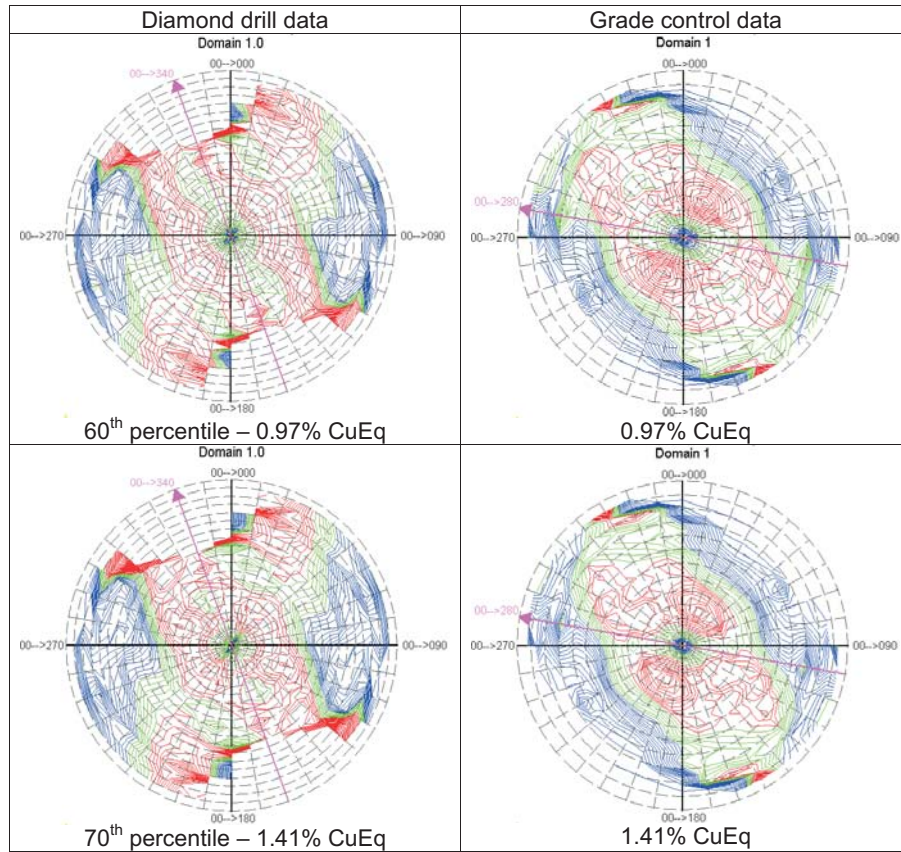 Diamond drill data
Grade control data
Domain 1.0
00-->000
00-->340
00-->270
00-->090
00-->180
60th percentile – 0.97% CuEq
Domain 1
00-->000
00-->280
00-->270
00-->090
00-->180
0.97% CuEq
Domain 1.0
00-->000
00-->340
00-->270
00-->090
00-->180
70th percentile – 1.41% CuEq
Domain 1
00-->000
00-->280
00-->270
00-->090
00-->180
1.41% CuEq